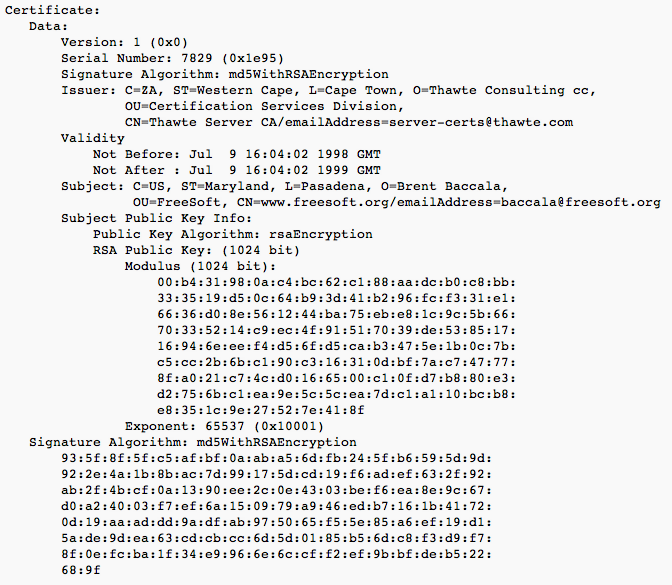 Certificate:
Data:
Version: 1 (0x0)
Serial Number: 7829 (0x1e95)
Signature Algorithm: md5WithRSAEncryption
Issuer: C=ZA, ST=Western Cape, L=Cape Town, O=Thawte Consulting cc,
OU=Certification Services Division,
CN=Thawte Server CA/emailAddress=server-certs@thawte.com
Validity
Not Before: Jul  9 16:04:02 1998 GMT
Not After : Jul  9 16:04:02 1999 GMT
Subject: C=US, ST=Maryland, L=Pasadena, O=Brent Baccala,
OU=FreeSoft, CN=www.freesoft.org/emailAddress=baccala@freesoft.org
Subject Public Key Info:
Public Key Algorithm: rsaEncryption
RSA Public Key: (1024 bit)
Modulus (1024 bit):
00:b4:31:98:0a:c4:bc:62:c1:88:aa:dc:b0:c8:bb:
33:35:19:d5:0c:64:b9:3d:41:b2:96:fc:f3:31:e1:
66:36:d0:8e:56:12:44:ba:75:eb:e8:1c:9c:5b:66:
70:33:52:14:c9:ec:4f:91:51:70:39:de:53:85:17:
16:94:6e:ee:f4:d5:6f:d5:ca:b3:47:5e:1b:0c:7b:
c5:cc:2b:6b:c1:90:c3:16:31:0d:bf:7a:c7:47:77:
8f:a0:21:c7:4c:d0:16:65:00:c1:0f:d7:b8:80:e3:
d2:75:6b:c1:ea:9e:5c:5c:ea:7d:c1:a1:10:bc:b8:
e8:35:1c:9e:27:52:7e:41:8f
Exponent: 65537 (0x10001)
Signature Algorithm: md5WithRSAEncryption
93:5f:8f:5f:c5:af:bf:0a:ab:a5:6d:fb:24:5f:b6:59:5d:9d:
92:2e:4a:1b:8b:ac:7d:99:17:5d:cd:19:f6:ad:ef:63:2f:92:
ab:2f:4b:cf:0a:13:90:ee:2c:0e:43:03:be:f6:ea:8e:9c:67:
d0:a2:40:03:f7:ef:6a:15:09:79:a9:46:ed:b7:16:1b:41:72:
0d:19:aa:ad:dd:9a:df:ab:97:50:65:f5:5e:85:a6:ef:19:d1:
5a:de:9d:ea:63:cd:cb:cc:6d:5d:01:85:b5:6d:c8:f3:d9:f7:
8f:0e:fc:ba:1f:34:e9:96:6e:6c:cf:f2:ef:9b:bf:de:b5:22:
68:9f